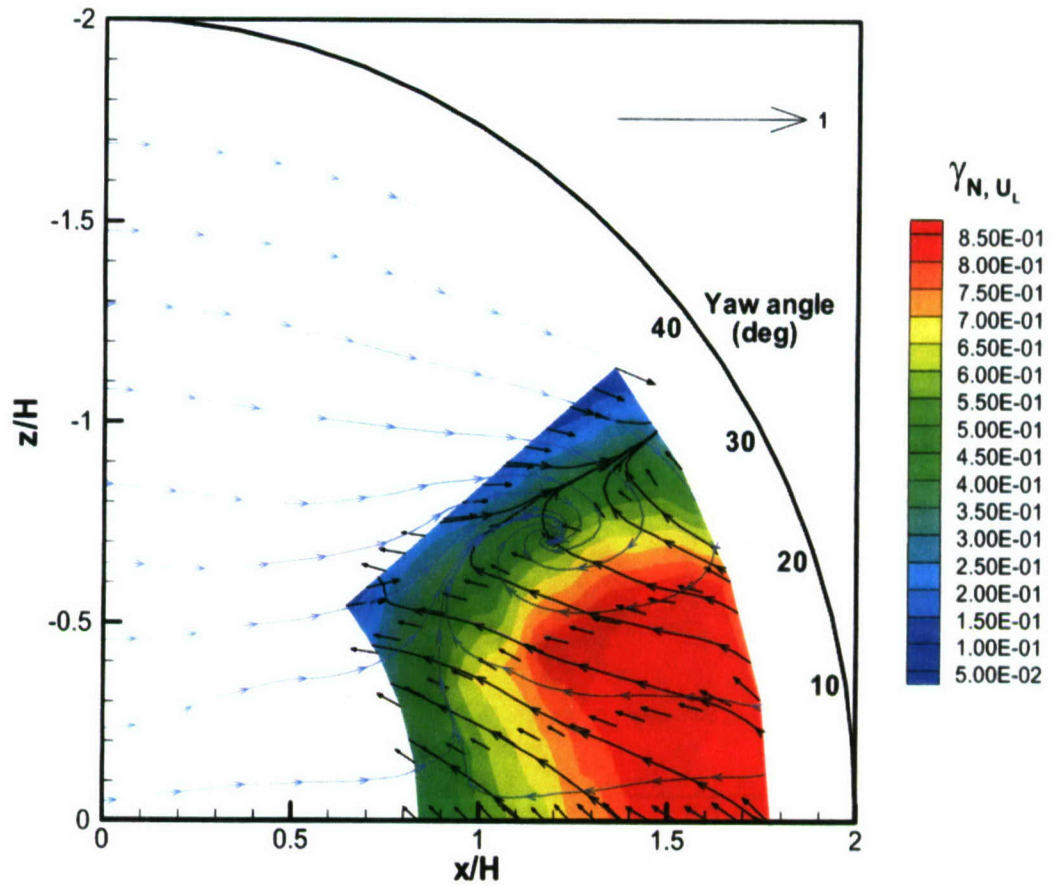 -2
-1.5
-1
-0.5
0
z/H
0
0.5
1
1.5
2
x/H
1
Yaw angle
(deg)
40
30
20
10
γN, UL
8.50E-01
8.00E-01
7.50E-01
7.00E-01
6.50E-01
6.00E-01
5.50E-01
5.00E-01
4.50E-01
4.00E-01
3.50E-01
3.00E-01
2.50E-01
2.00E-01
1.50E-01
1.00E-01
5.00E-02